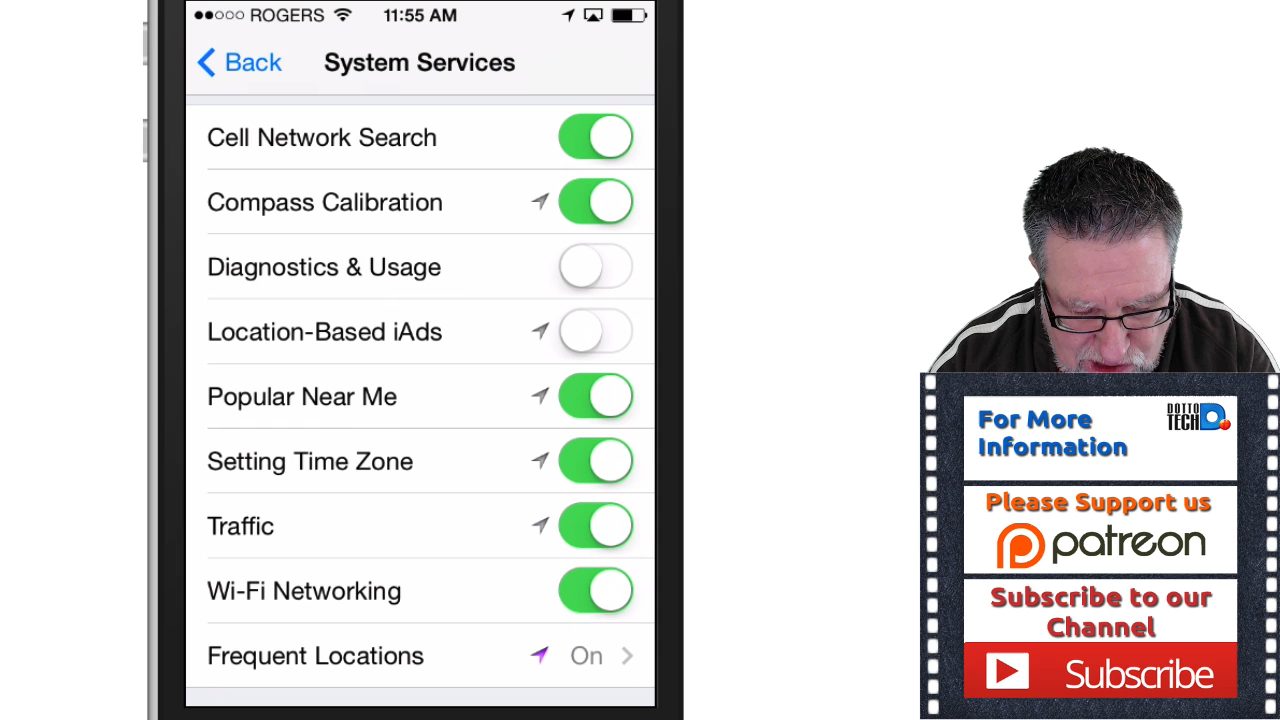 ROGERS 11:55 AM
Back System Services
Cell Network Search
Compass Calibration
Diagnostics & Usage
Location-Based iAds
Popular Near Me
Setting Time Zone
Traffic
Wi-Fi Networking
Frequent Locations On
For More
Information
DOTTO
TECH
Please Support us
patreon
Subscribe to our
Channel
Subscribe